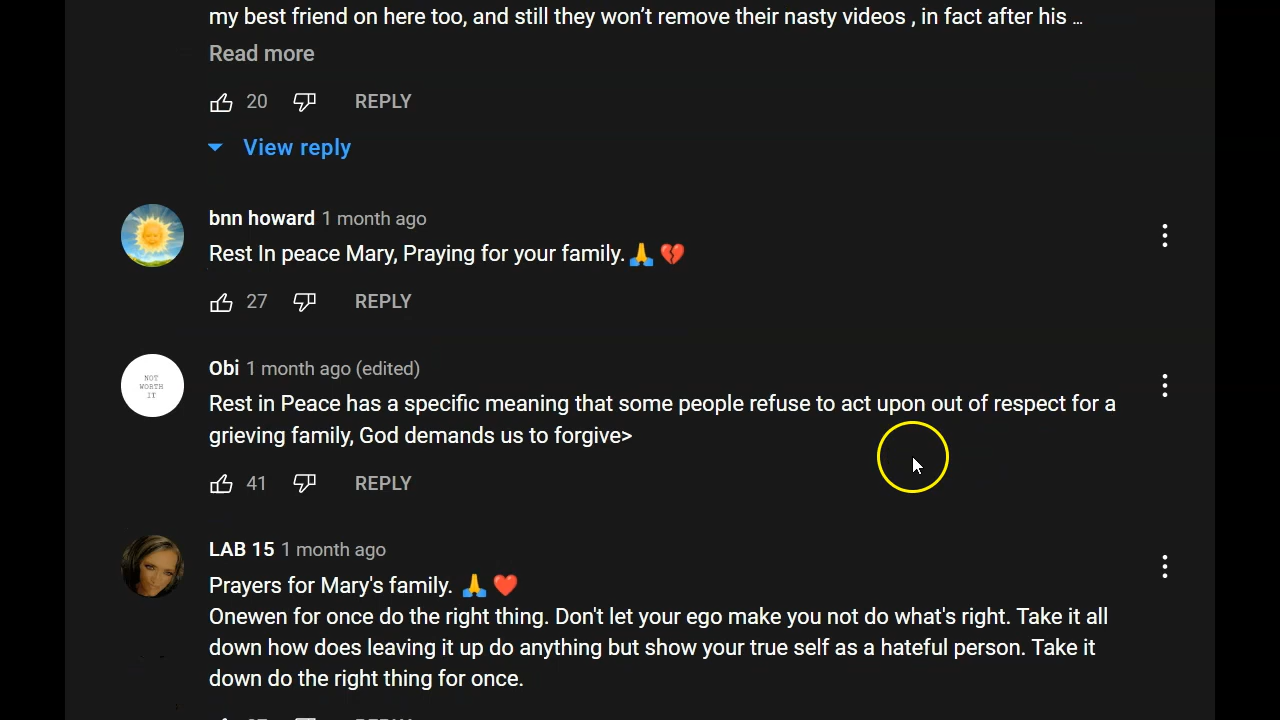 my best friend on here too, and still they won’t remove their nasty videos , in fact after his ...
Read more
20 REPLY
View reply
bnn howard 1 month ago
Rest In peace Mary, Praying for your family.🙏💔
27 REPLY
NOT
WORTH
IT
Obi 1 month ago (edited)
Rest in Peace has a specific meaning that some people refuse to act upon out of respect for a
grieving family, God demands us to forgive>
41 REPLY
LAB 15 1 month ago
Prayers for Mary's family. 🙏❤️
Onewen for once do the right thing. Don't let your ego make you not do what's right. Take it all
down how does leaving it up do anything but show your true self as a hateful person. Take it
down do the right thing for once.